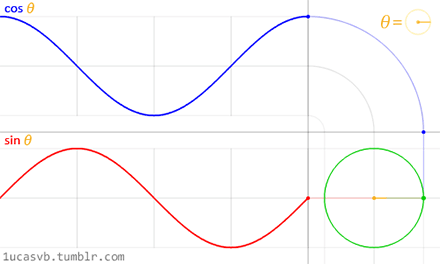 cos θ
θ =
sin θ
1ucasvb.tumblr.com